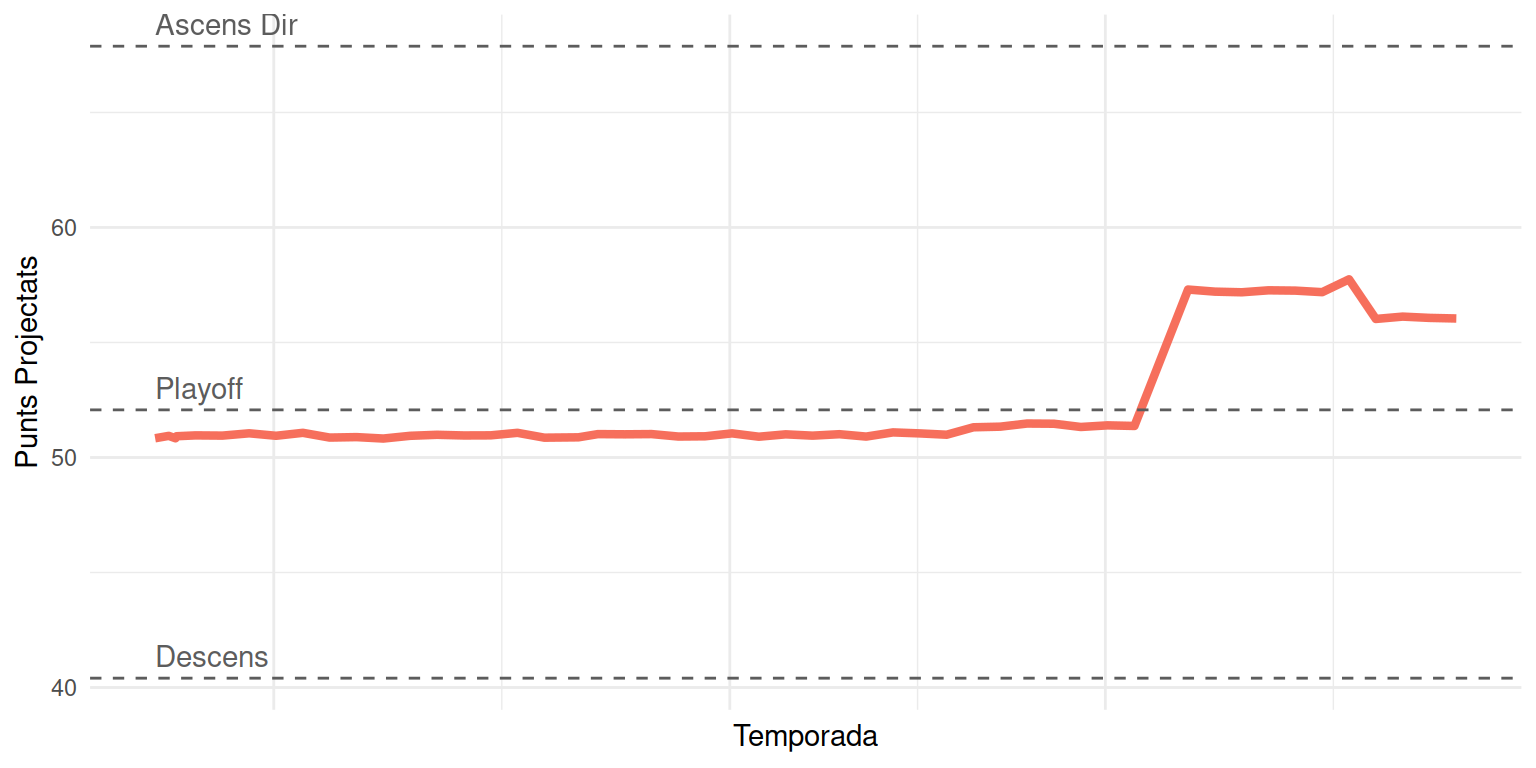 Ascens Dir
60
Playoff
50
Descens
40
Punts Projectats
Temporada